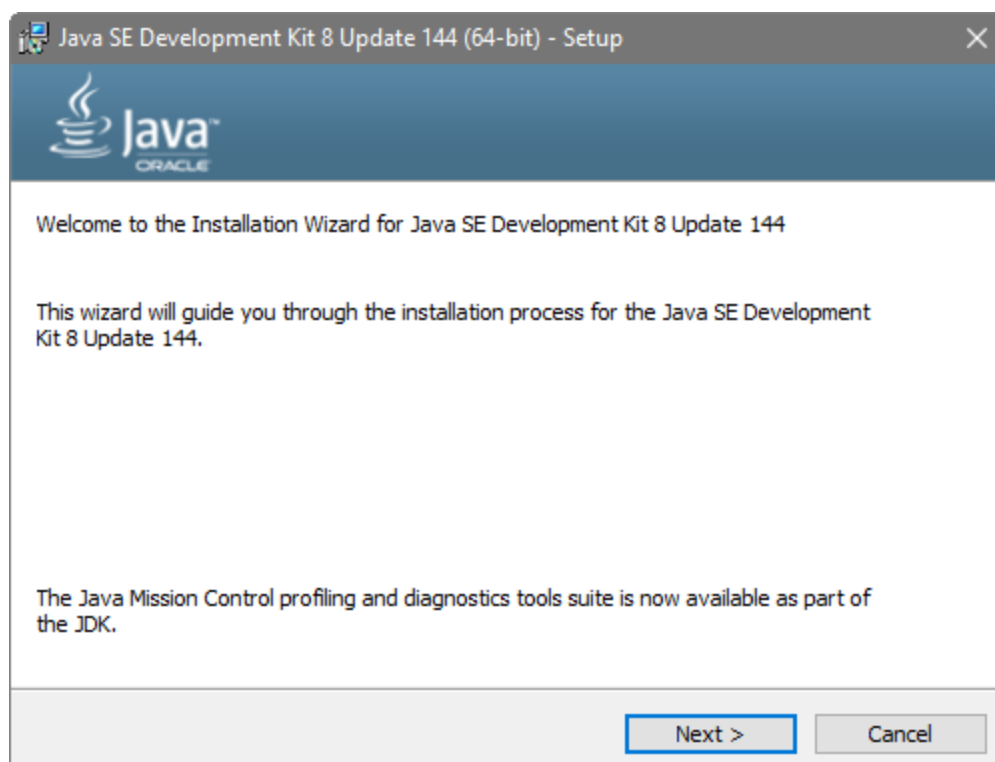 Java SE Development Kit 8 Update 144 (64-bit) - Setup
Java™
ORACLE
Welcome to the Installation Wizard for Java SE Development Kit 8 Update 144
This wizard will guide you through the installation process for the Java SE Development
Kit 8 Update 144.
The Java Mission Control profiling and diagnostics tools suite is now available as part of
the JDK.
Next >
Cancel